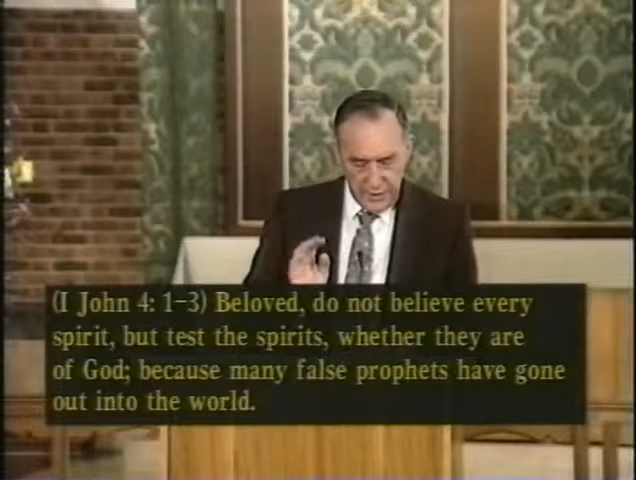 (I John 4: 1-3) Beloved, do not believe every
spirit, but test the spirits, whether they are
of God; because many false prophets have gone
out into the world.